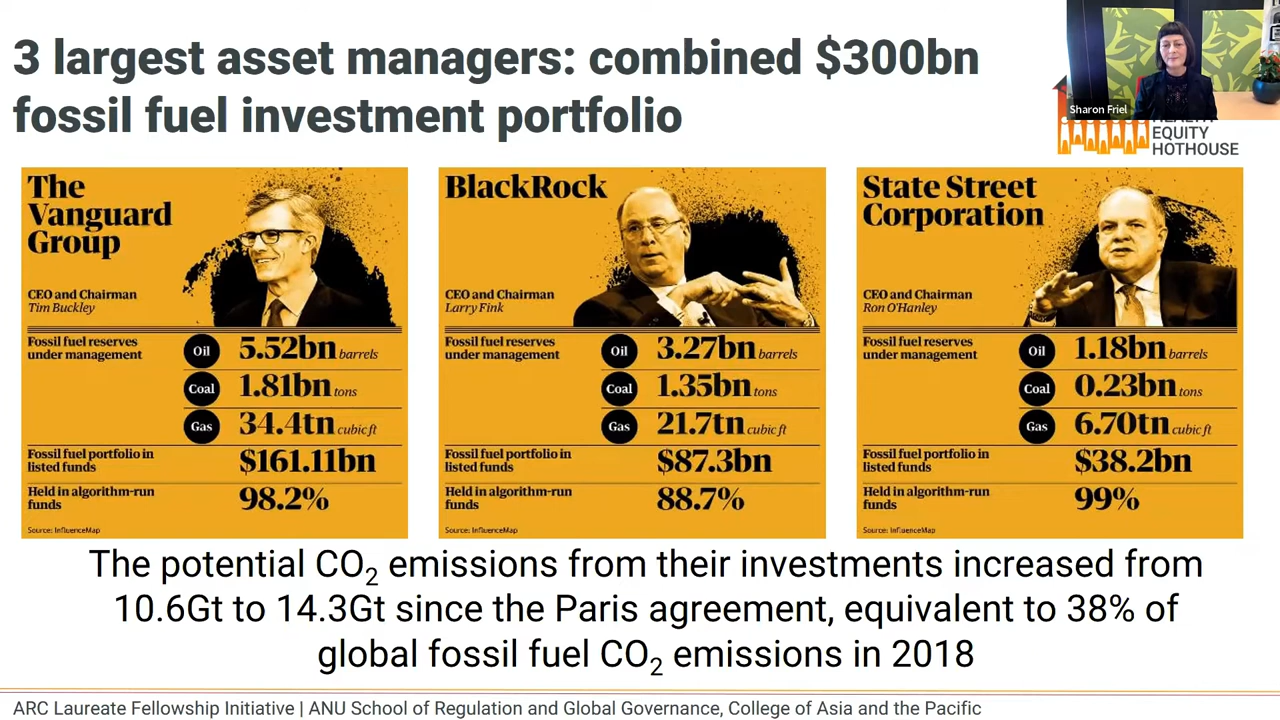 3 largest asset managers: combined $300bn
fossil fuel investment portfolio
Sharon Friel
EQUITY
HOTHOUSE
The
Vanguard
Group
CEO and Chairman
Tim Buckley
Fossil fuel reserves
under management
Oil 5.52bn barrels
Coal 1.81bn tons
Gas 34.4tn cubic ft
Fossil fuel portfolio in
listed funds
$161.11bn
Held in algorithm-run
funds
98.2%
Source: InfluenceMap
BlackRock
CEO and Chairman
Larry Fink
Fossil fuel reserves
under management
Oil 3.27bn barrels
Coal 1.35bn tons
Gas 21.7tn cubic ft
Fossil fuel portfolio in
listed funds
$87.3bn
Held in algorithm-run
funds
88.7%
Source: InfluenceMap
State Street
Corporation
CEO and Chairman
Ron O'Hanley
Fossil fuel reserves
under management
Oil 1.18bn barrels
Coal 0.23bn tons
Gas 6.70tn cubic ft
Fossil fuel portfolio in
listed funds
$38.2bn
Held in algorithm-run
funds
99%
Source: InfluenceMap
The potential CO₂ emissions from their investments increased from
10.6Gt to 14.3Gt since the Paris agreement, equivalent to 38% of
global fossil fuel CO₂ emissions in 2018
ARC Laureate Fellowship Initiative | ANU School of Regulation and Global Governance, College of Asia and the Pacific